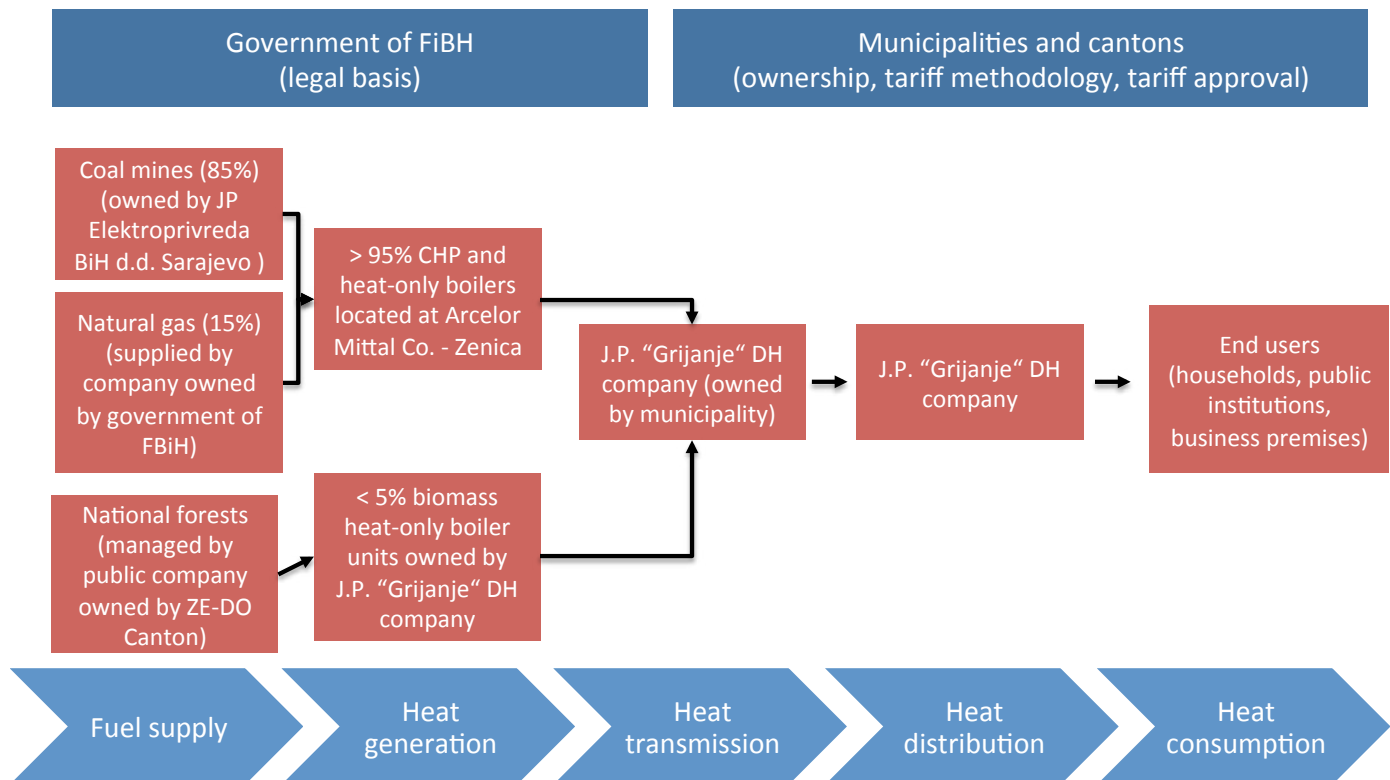 Government of FiBH
(legal basis)
Municipalities and cantons
(ownership, tariff methodology, tariff approval)
Coal mines (85%)
(owned by JP
Elektroprivreda
BiH d.d. Sarajevo )
Natural gas (15%)
(supplied by
company owned
by government of
FBiH)
National forests
(managed by
public company
owned by ZE-DO
Canton)
> 95% CHP and
heat-only boilers
located at Arcelor
Mittal Co. - Zenica
< 5% biomass
heat-only boiler
units owned by
J.P. “Grijanje“ DH
company
J.P. “Grijanje“ DH
company (owned
by municipality)
J.P. “Grijanje“ DH
company
End users
(households, public
institutions,
business premises)
Fuel supply
Heat
generation
Heat
transmission
Heat
distribution
Heat
consumption